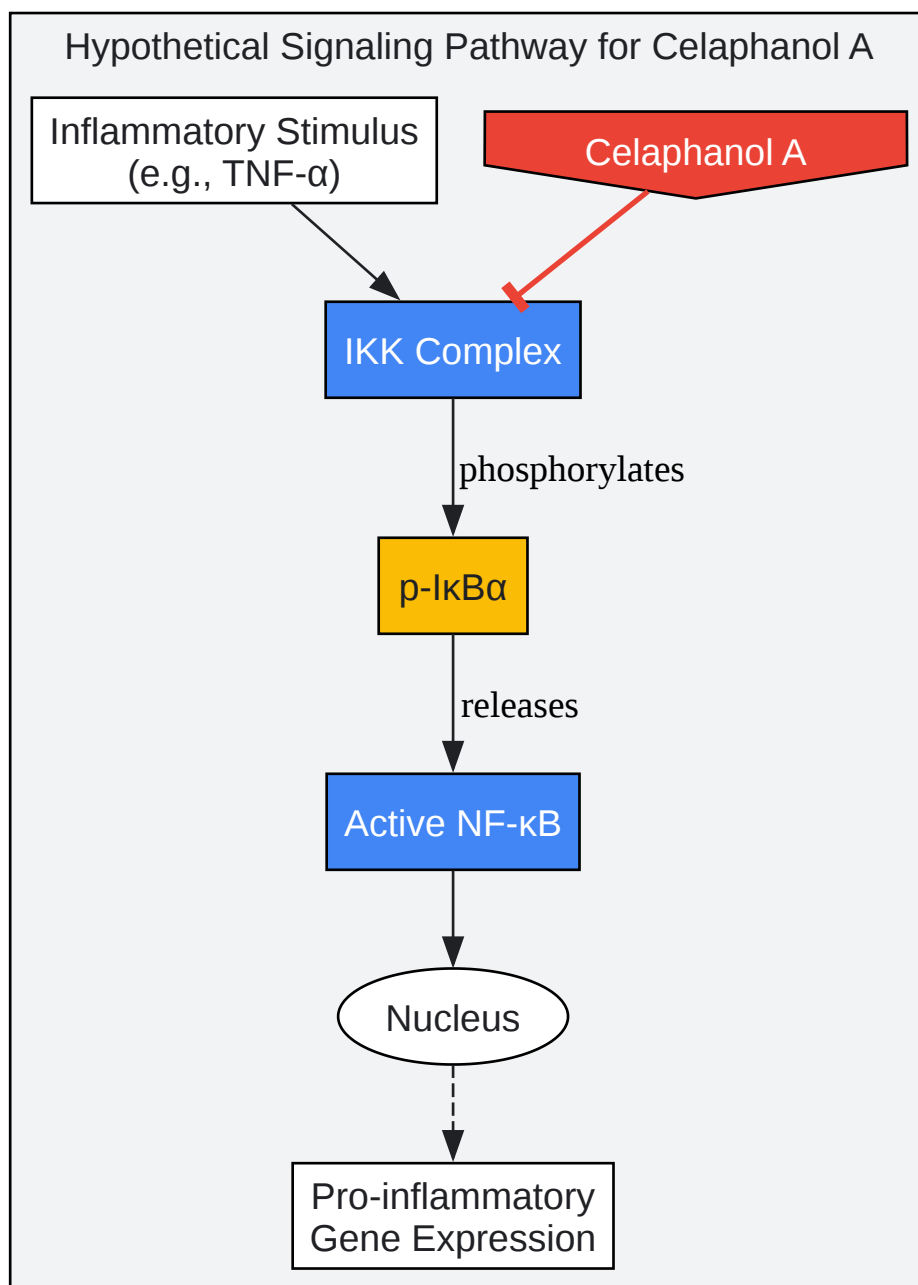 Hypothetical Signaling Pathway for Celaphanol A
Inflammatory Stimulus
(e.g., TNF-α)
Celaphanol A
IKK Complex
phosphorylates
p-IκBα
releases
Active NF-κB
Nucleus
Pro-inflammatory
Gene Expression